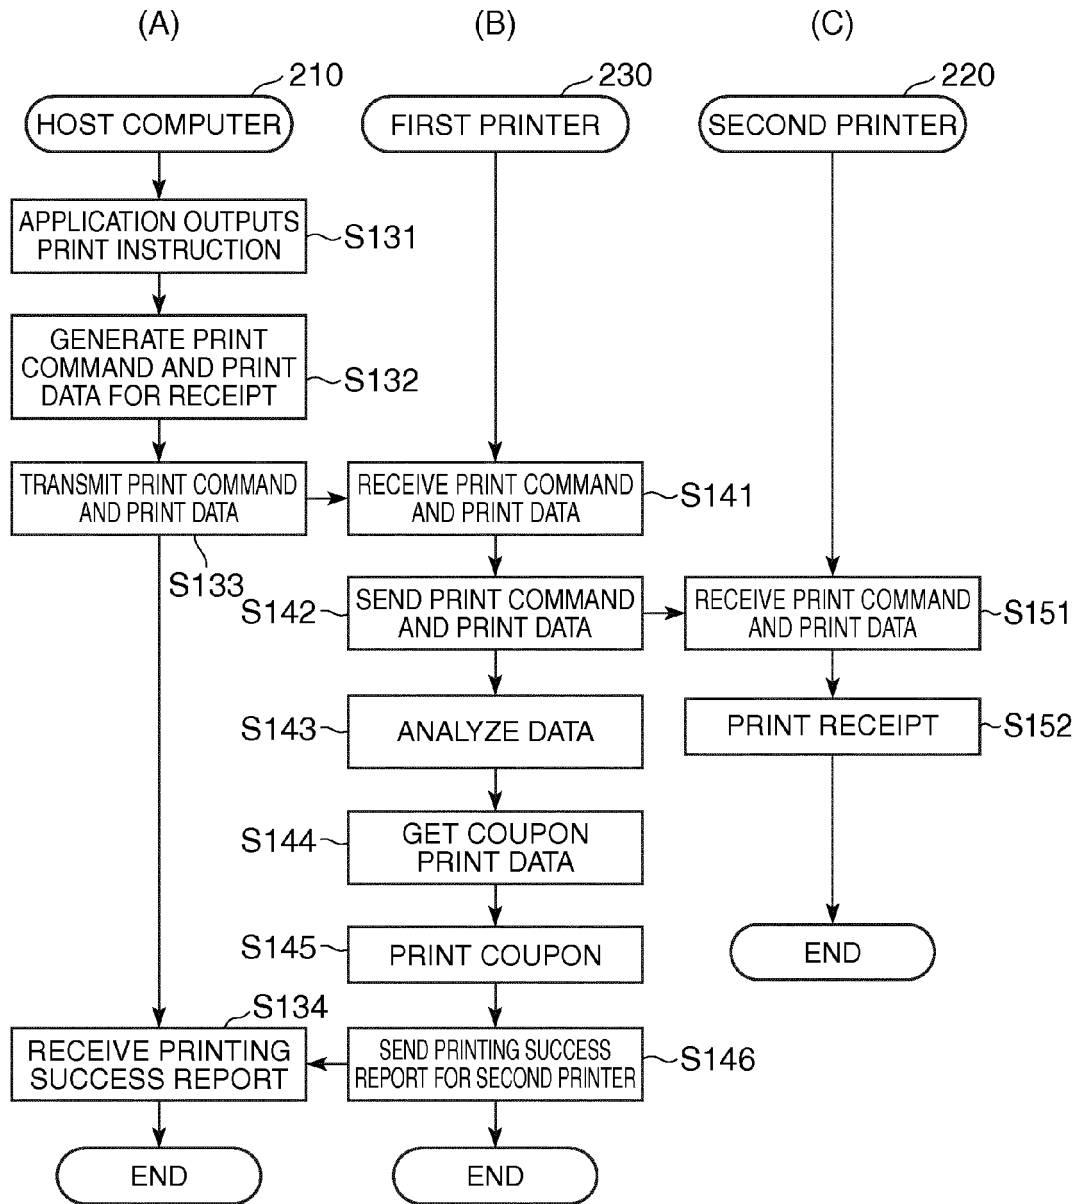 (A)
(B)
(C)
210
230
220
HOST COMPUTER
FIRST PRINTER
SECOND PRINTER
APPLICATION OUTPUTS
PRINT INSTRUCTION
S131
GENERATE PRINT
COMMAND AND PRINT
DATA FOR RECEIPT
S132
TRANSMIT PRINT COMMAND
AND PRINT DATA
S133
RECEIVE PRINT COMMAND
AND PRINT DATA
S141
S142
SEND PRINT COMMAND
AND PRINT DATA
RECEIVE PRINT COMMAND
AND PRINT DATA
S151
S143
ANALYZE DATA
PRINT RECEIPT
S152
S144
GET COUPON
PRINT DATA
S145
PRINT COUPON
END
S134
RECEIVE PRINTING
SUCCESS REPORT
SEND PRINTING SUCCESS
REPORT FOR SECOND PRINTER
S146
END
END